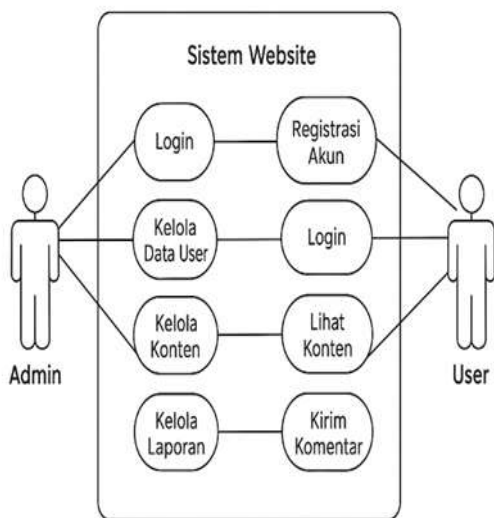 Sistem Website
Login
Registrasi
Akun
Kelola
Data User
Login
Kelola
Konten
Lihat
Konten
Admin
User
Kelola
Laporan
Kirim
Komentar